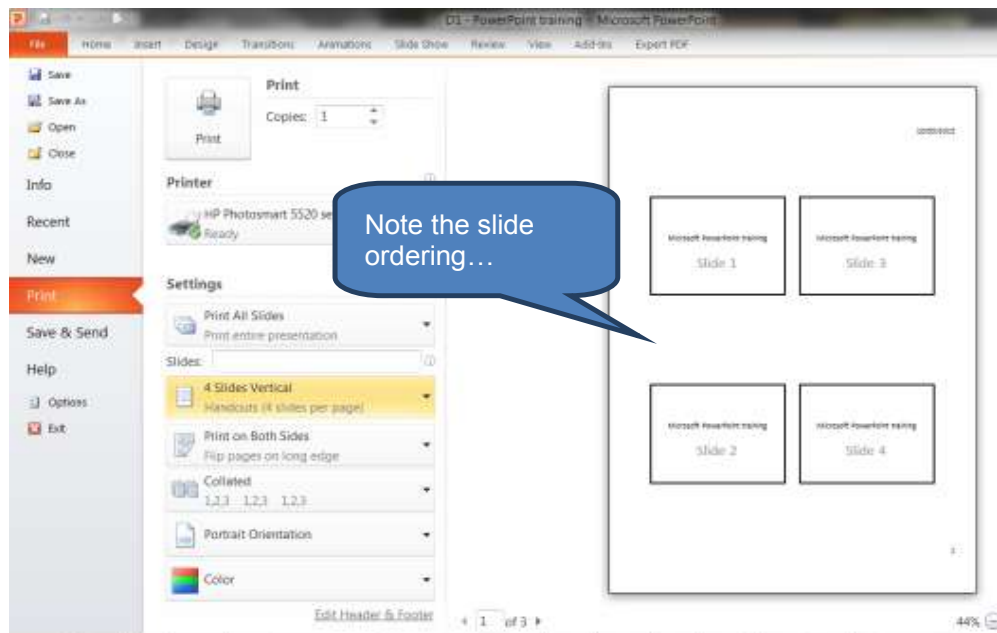 D1 - PowerPoint training - Microsoft PowerPoint
File Home Insert Design Transitions Animations Slide Show Review View Add-Ins Expert PDF
Save
Save As
Open
Close
Info
Recent
New
Print
Save & Send
Help
Options
Exit
Print
Copies: 1
Print
Printer
HP Photosmart 5520 se
Ready
Settings
Print All Slides
Print entire presentation
Slides:
4 Slides Vertical
Handouts (4 slides per page)
Print on Both Sides
Flip pages on long edge
Collated
1,2,3 1,2,3 1,2,3
Portrait Orientation
Color
Edit Header & Footer
Note the slide
ordering…
Microsoft PowerPoint training
Slide 1
Microsoft PowerPoint training
Slide 3
Microsoft PowerPoint training
Slide 2
Microsoft PowerPoint training
Slide 4
1 of 3
44%